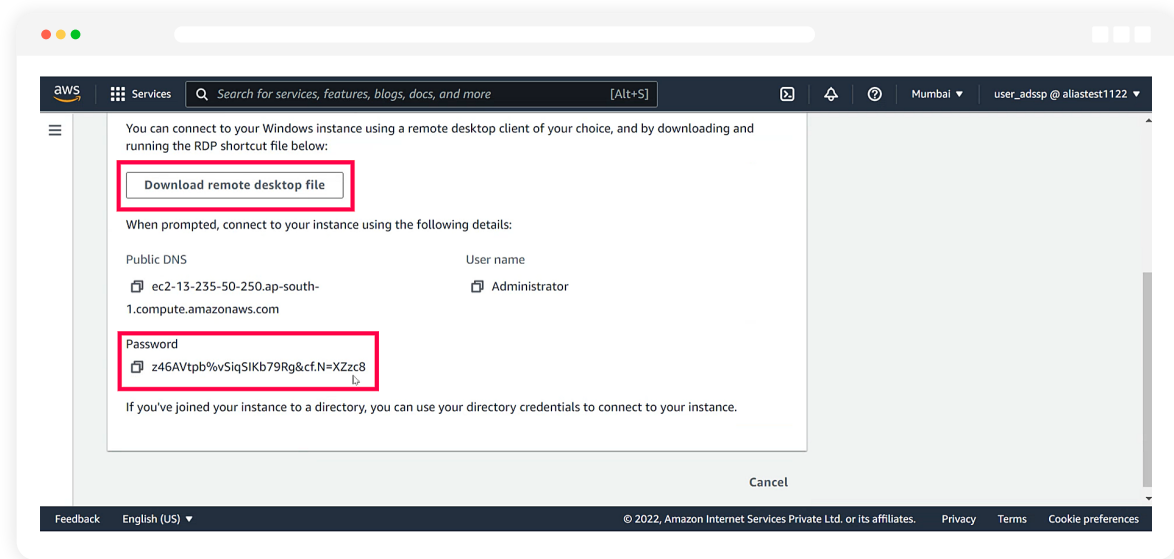 aws
Services
Search for services, features, blogs, docs, and more
[Alt+S]
Mumbai
user_adssp @ aliastest1122
You can connect to your Windows instance using a remote desktop client of your choice, and by downloading and
running the RDP shortcut file below:
Download remote desktop file
When prompted, connect to your instance using the following details:
Public DNS
User name
ec2-13-235-50-250.ap-south-
Administrator
1.compute.amazonaws.com
Password
z46AVtpb%vSiqSIKb79Rg&cf.N=XZzc8
If you've joined your instance to a directory, you can use your directory credentials to connect to your instance.
Cancel
Feedback
English (US)
© 2022, Amazon Internet Services Private Ltd. or its affiliates.
Privacy
Terms
Cookie preferences